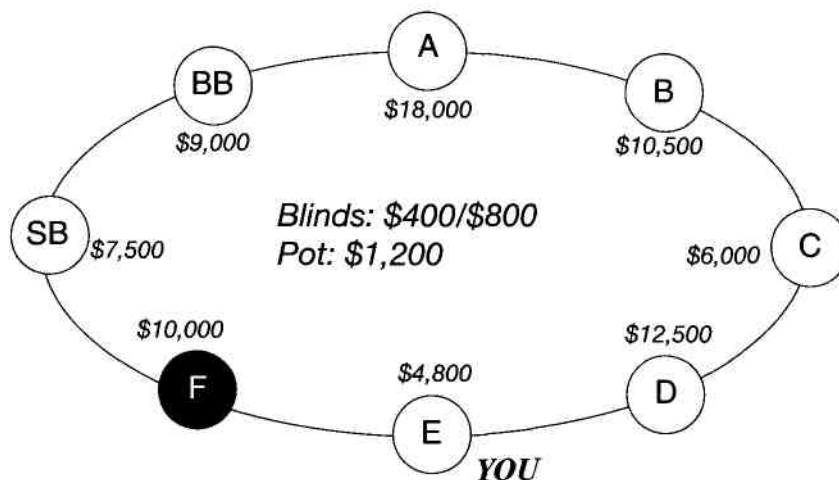 A
$18,000
BB
$9,000
B
$10,500
SB
$7,500
Blinds: $400/$800
Pot: $1,200
C
$6,000
$10,000
F
$4,800
E
YOU
$12,500
D